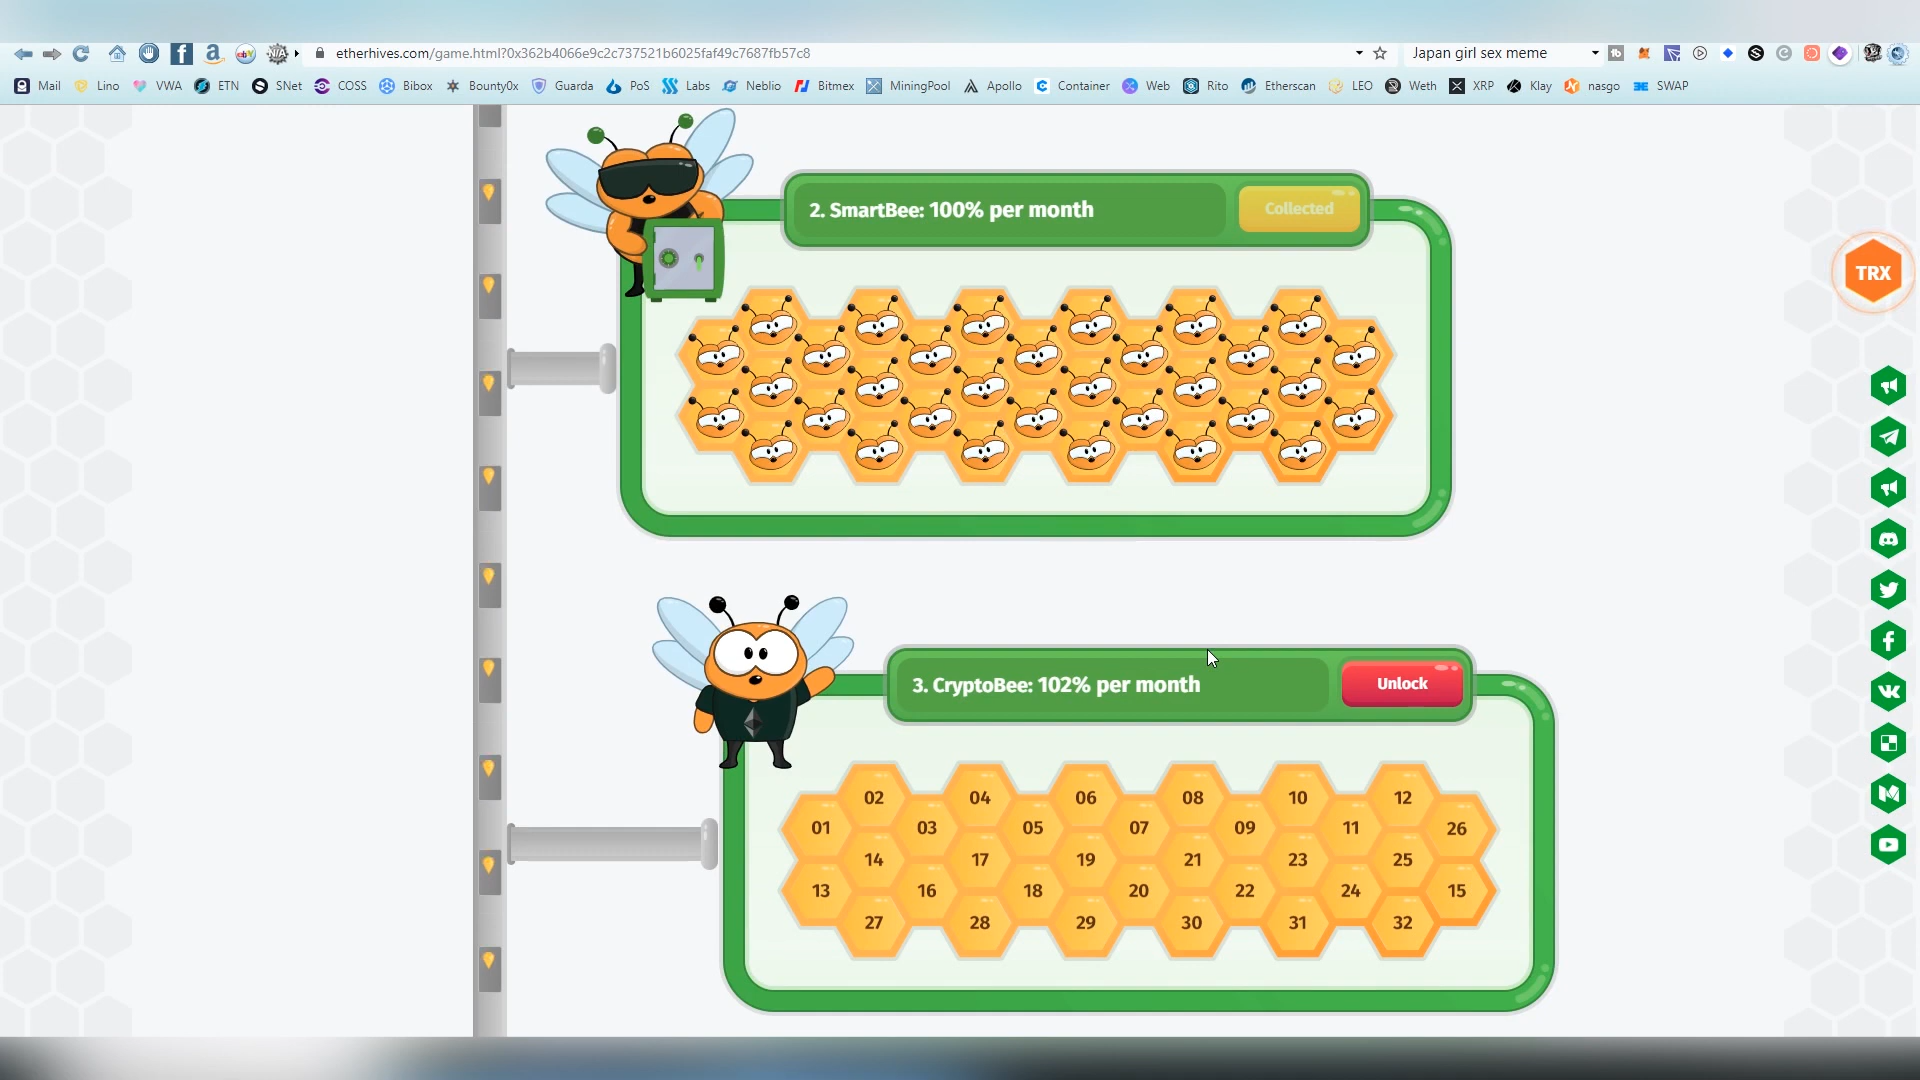 etherhives.com/game.html?0x362b4066e9c2c737521b6025faf49c7687fb57c8
Japan girl sex meme
Mail Lino VWA ETN SNet COSS Bibox Bounty0x Guarda PoS Labs Neblio Bitmex MiningPool Apollo Container Web Rito Etherscan LEO Weth XRP Klay nasgo SWAP
2. SmartBee: 100% per month
Collected
TRX
3. CryptoBee: 102% per month
Unlock
02 04 06 08 10 12
01 03 05 07 09 11 26
14 17 19 21 23 25
13 16 18 20 22 24 15
27 28 29 30 31 32